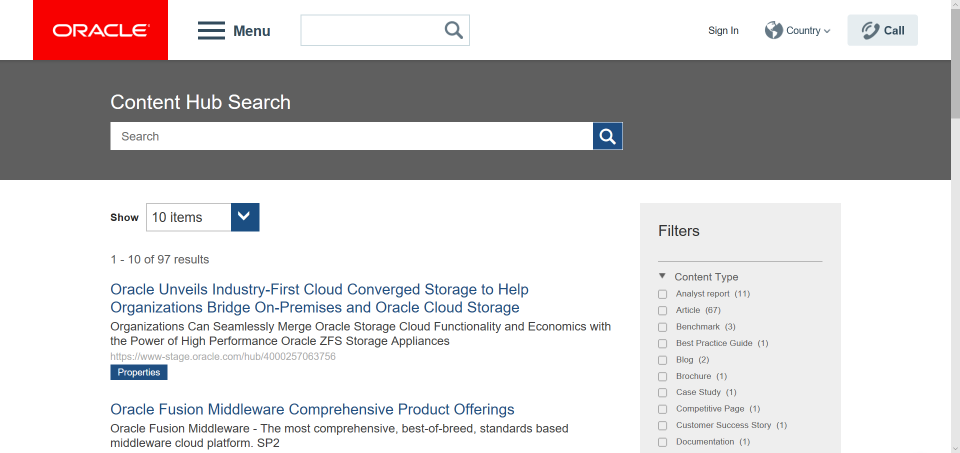 ORACLE
Menu
Sign In
Country
Call
Content Hub Search
Search
Show
10 items
1 - 10 of 97 results
Oracle Unveils Industry-First Cloud Converged Storage to Help
Organizations Bridge On-Premises and Oracle Cloud Storage
Organizations Can Seamlessly Merge Oracle Storage Cloud Functionality and Economics with
the Power of High Performance Oracle ZFS Storage Appliances
https://www-stage.oracle.com/hub/4000257063756
Properties
Oracle Fusion Middleware Comprehensive Product Offerings
Oracle Fusion Middleware - The most comprehensive, best-of-breed, standards based
middleware cloud platform. SP2
Filters
Content Type
Analyst report (11)
Article (67)
Benchmark (3)
Best Practice Guide (1)
Blog (2)
Brochure (1)
Case Study (1)
Competitive Page (1)
Customer Success Story (1)
Documentation (1)